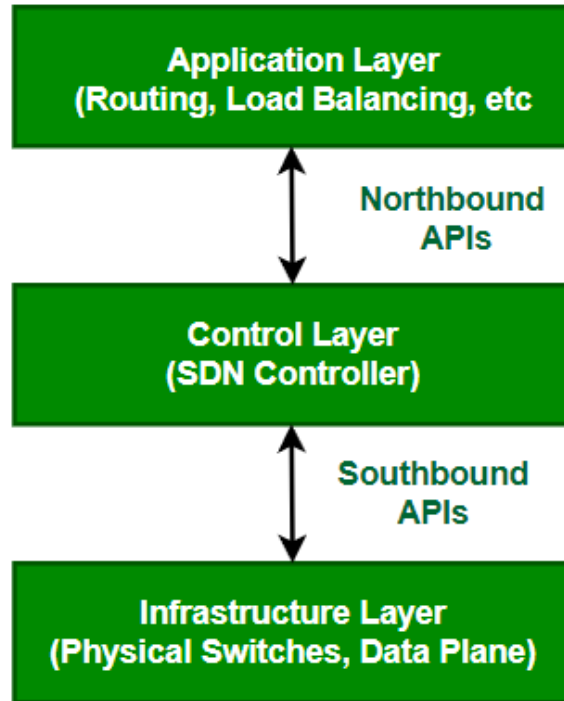 Application Layer
(Routing, Load Balancing, etc
Northbound
APIs
Control Layer
(SDN Controller)
Southbound
APIs
Infrastructure Layer
(Physical Switches, Data Plane)